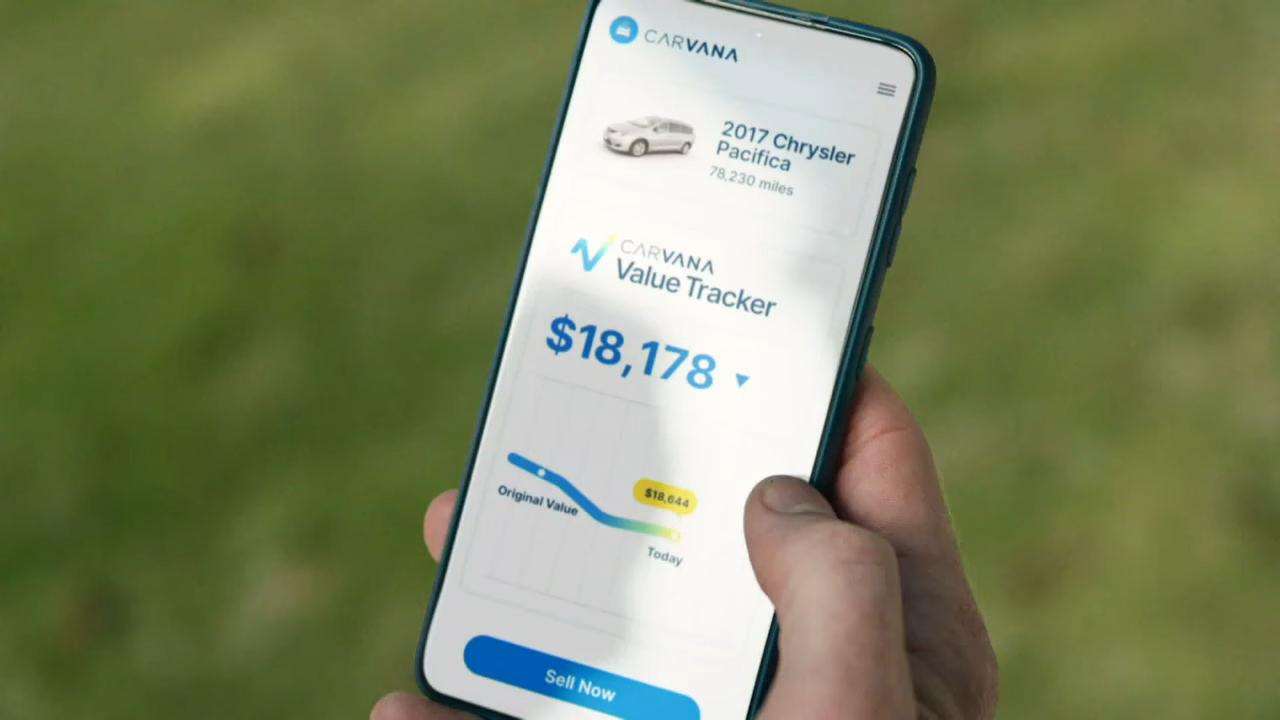 CARVANA
2017 Chrysler
Pacifica
78,230 miles
CARVANA
Value Tracker
$18,178
Original Value
$18,644
Today
Sell Now